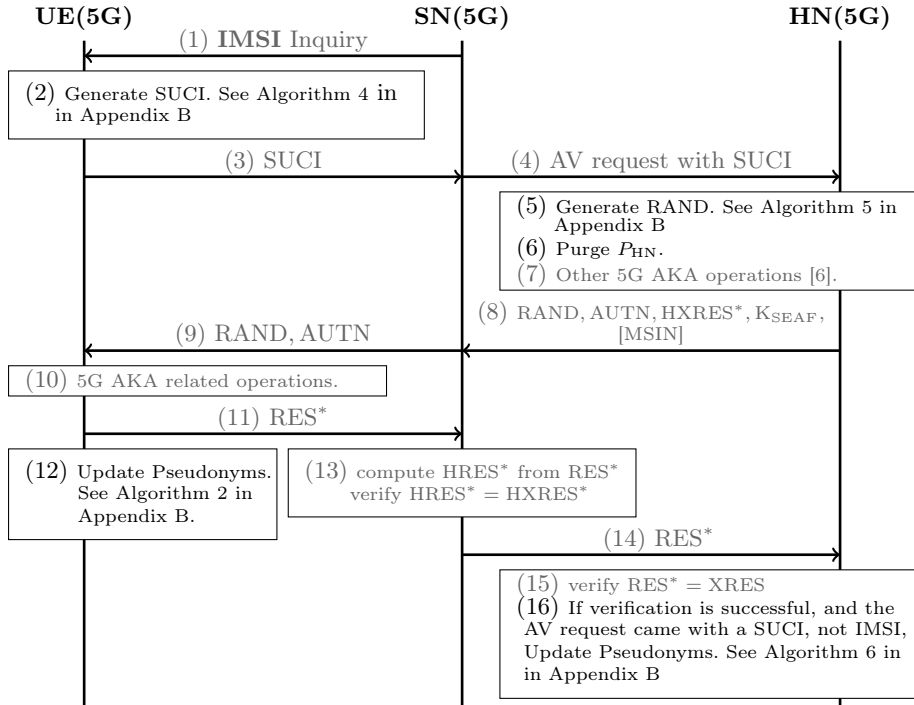 UE(5G) SN(5G) HN(5G)
(1) IMSI Inquiry
(2) Generate SUCI. See Algorithm 4 in
in Appendix B
(3) SUCI
(4) AV request with SUCI
(5) Generate RAND. See Algorithm 5 in
Appendix B
(6) Purge P_HN.
(7) Other 5G AKA operations [6].
(8) RAND, AUTN, HXRES*, K_SEAF,
[MSIN]
(9) RAND, AUTN
(10) 5G AKA related operations.
(11) RES*
(12) Update Pseudonyms.
See Algorithm 2 in
Appendix B.
(13) compute HRES* from RES*
verify HRES* = HXRES*
(14) RES*
(15) verify RES* = XRES
(16) If verification is successful, and the
AV request came with a SUCI, not IMSI,
Update Pseudonyms. See Algorithm 6 in
in Appendix B